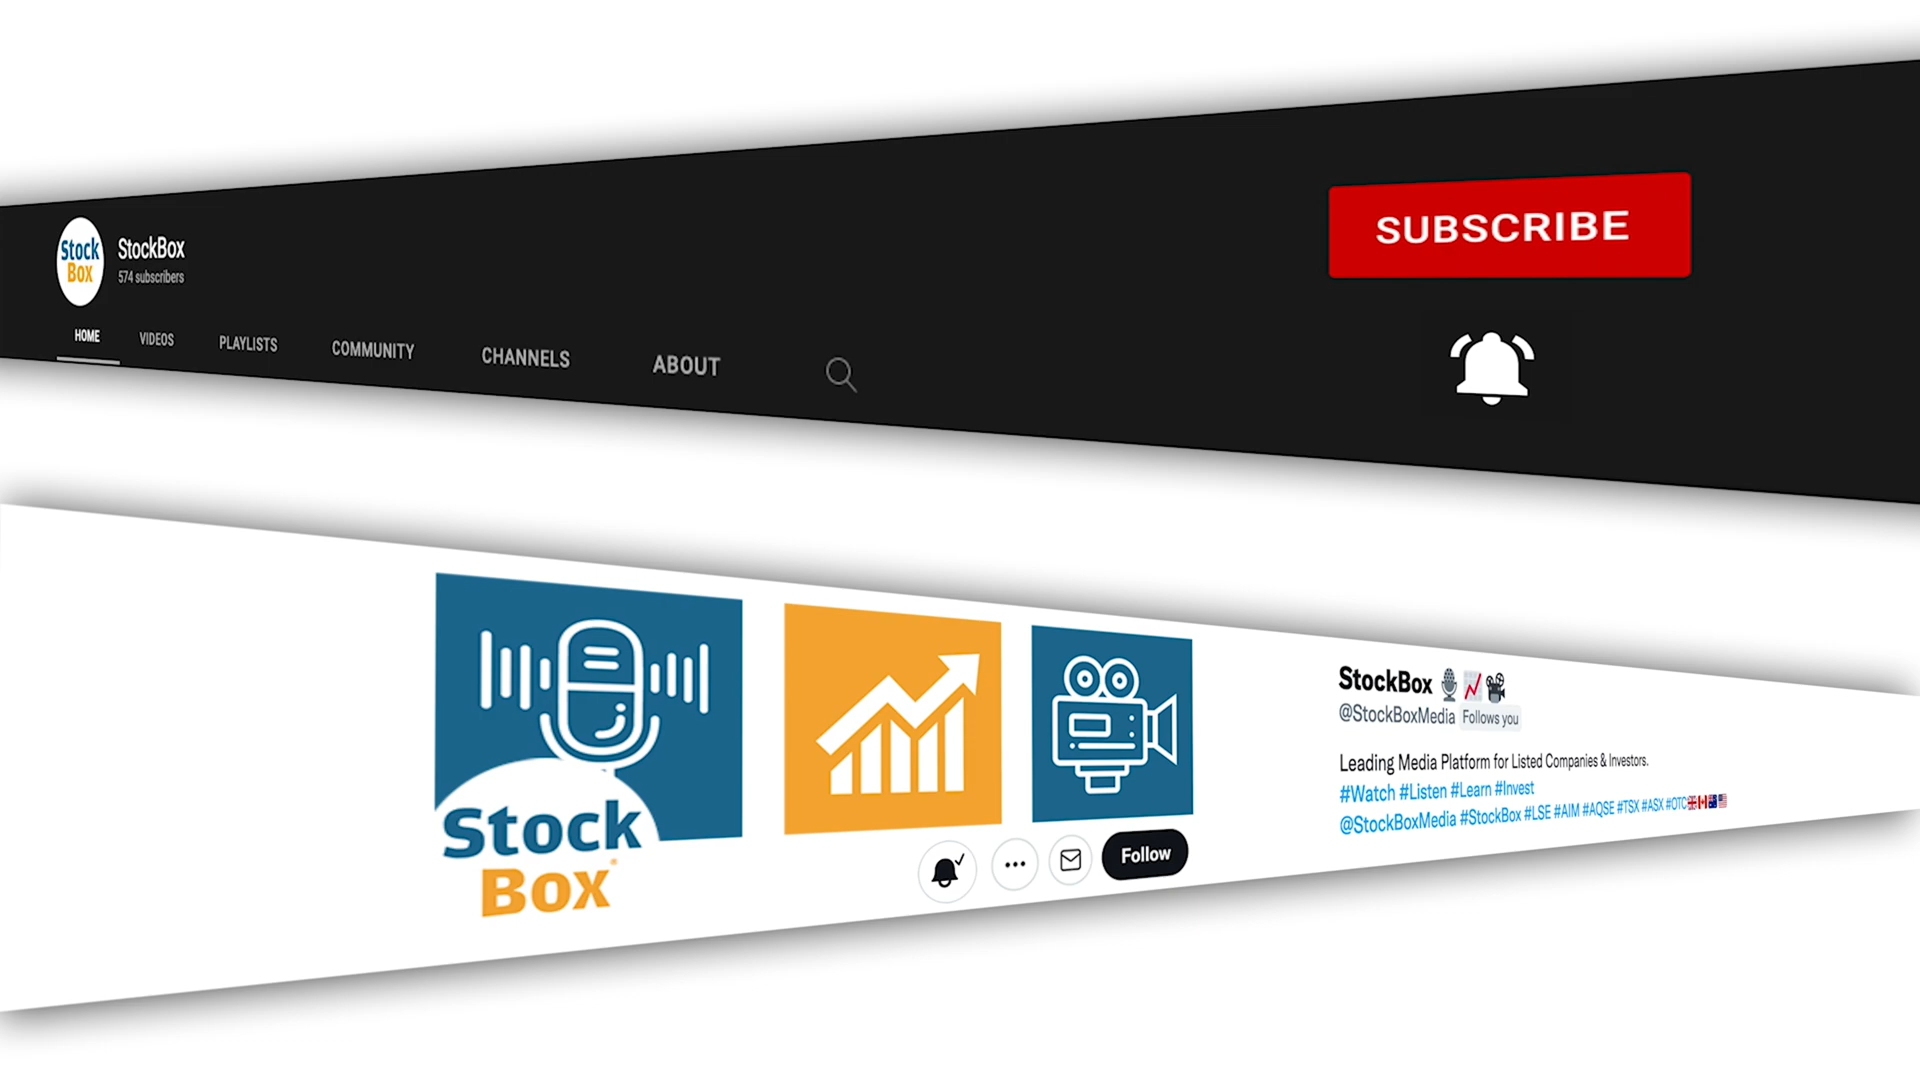 Stock
Box
StockBox
574 subscribers
SUBSCRIBE
HOME VIDEOS PLAYLISTS COMMUNITY CHANNELS ABOUT
Stock
Box
Follow
StockBox
@StockBoxMedia Follows you
Leading Media Platform for Listed Companies & Investors.
#Watch #Listen #Learn #Invest
@StockBoxMedia #StockBox #LSE #AIM #AQSE #TSX #ASX #OTC